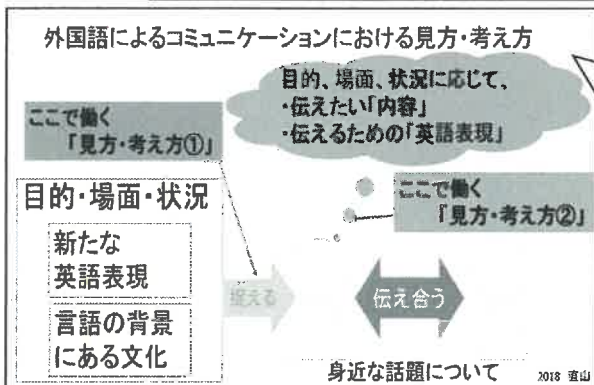 外国語によるコミュニケーションにおける見方・考え方
目的、場面、状況に応じて、
・伝えたい「内容」
・伝えるための「英語表現」
ここで働く
「見方・考え方①」
目的・場面・状況
新たな
英語表現
言語の背景
にある文化
捉える
ここで働く
「見方・考え方②」
伝え合う
身近な話題について
2018 直山